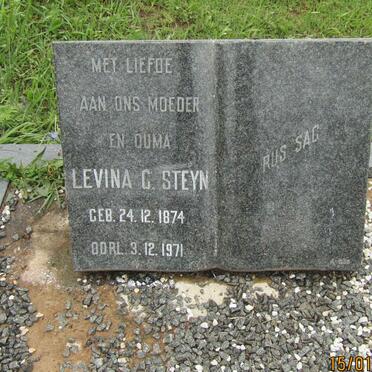 MET LIEFDE
AAN ONS MOEDER
EN OUMA
LEVINA C. STEYN
GEB. 24. 12. 1874
OORL. 3. 12. 1971
RUS SAG
15/01